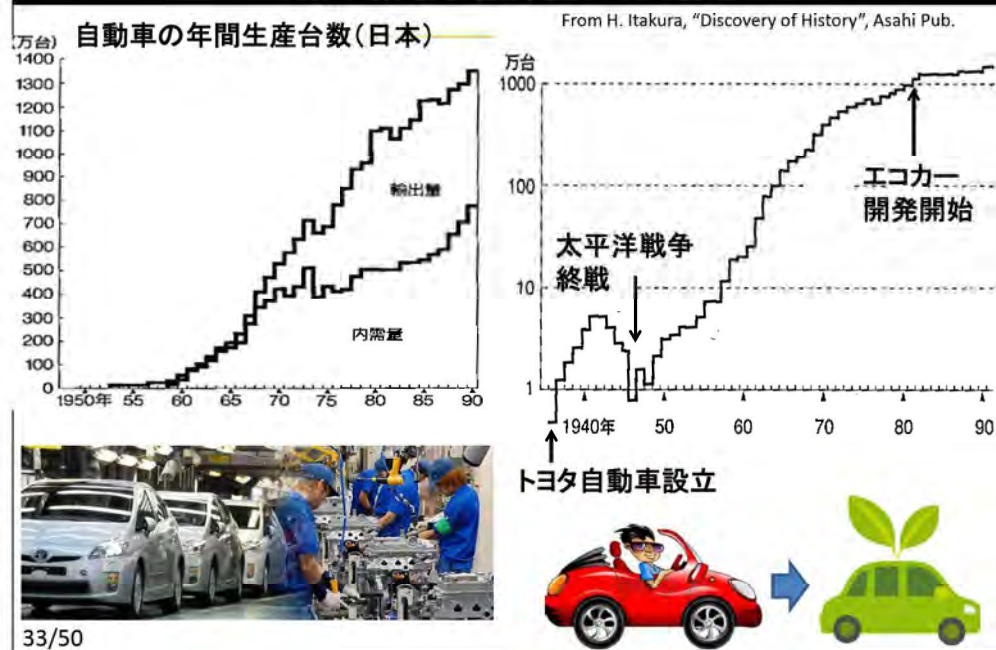 自動車の年間生産台数(日本)
From H. Itakura, “Discovery of History”, Asahi Pub.
(万台)
1400
1300
1200
1100
1000
900
800
700
600
500
400
300
200
100
0
輸出量
内需量
1950年 55 60 65 70 75 80 85 90
万台
1000
100
10
1
エコカー
開発開始
太平洋戦争
終戦
1940年 50 60 70 80 90
トヨタ自動車設立
33/50